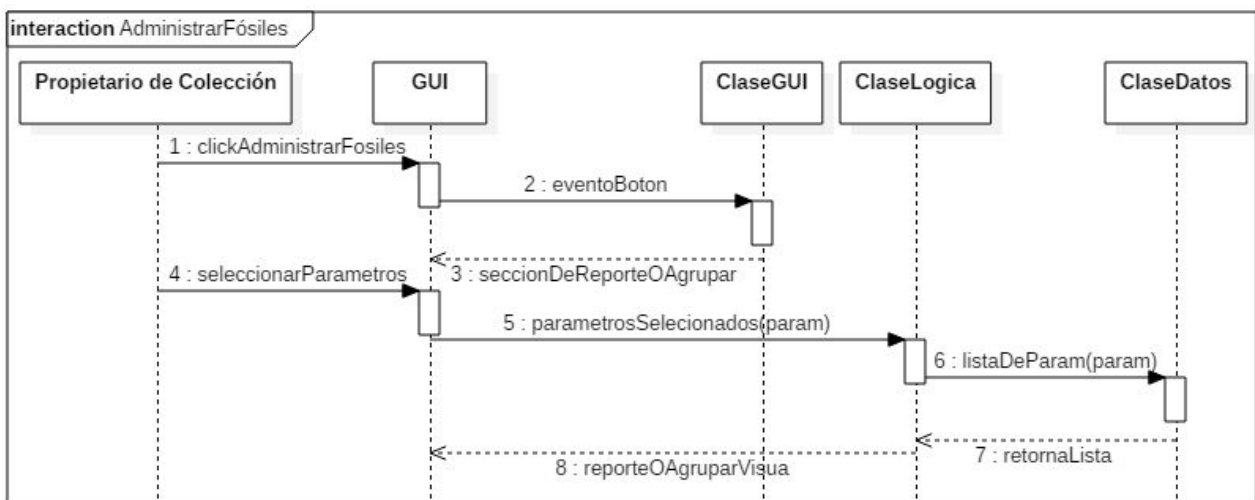 interaction AdministrarFósiles
Propietario de Colección
GUI
ClaseGUI
ClaseLogica
ClaseDatos
1 : clickAdministrarFosiles
2 : eventoBoton
3 : seccionDeReporteOAgrupar
4 : seleccionarParametros
5 : parametrosSelecionados(param)
6 : listaDeParam(param)
7 : retornaLista
8 : reporteOAgruparVisua